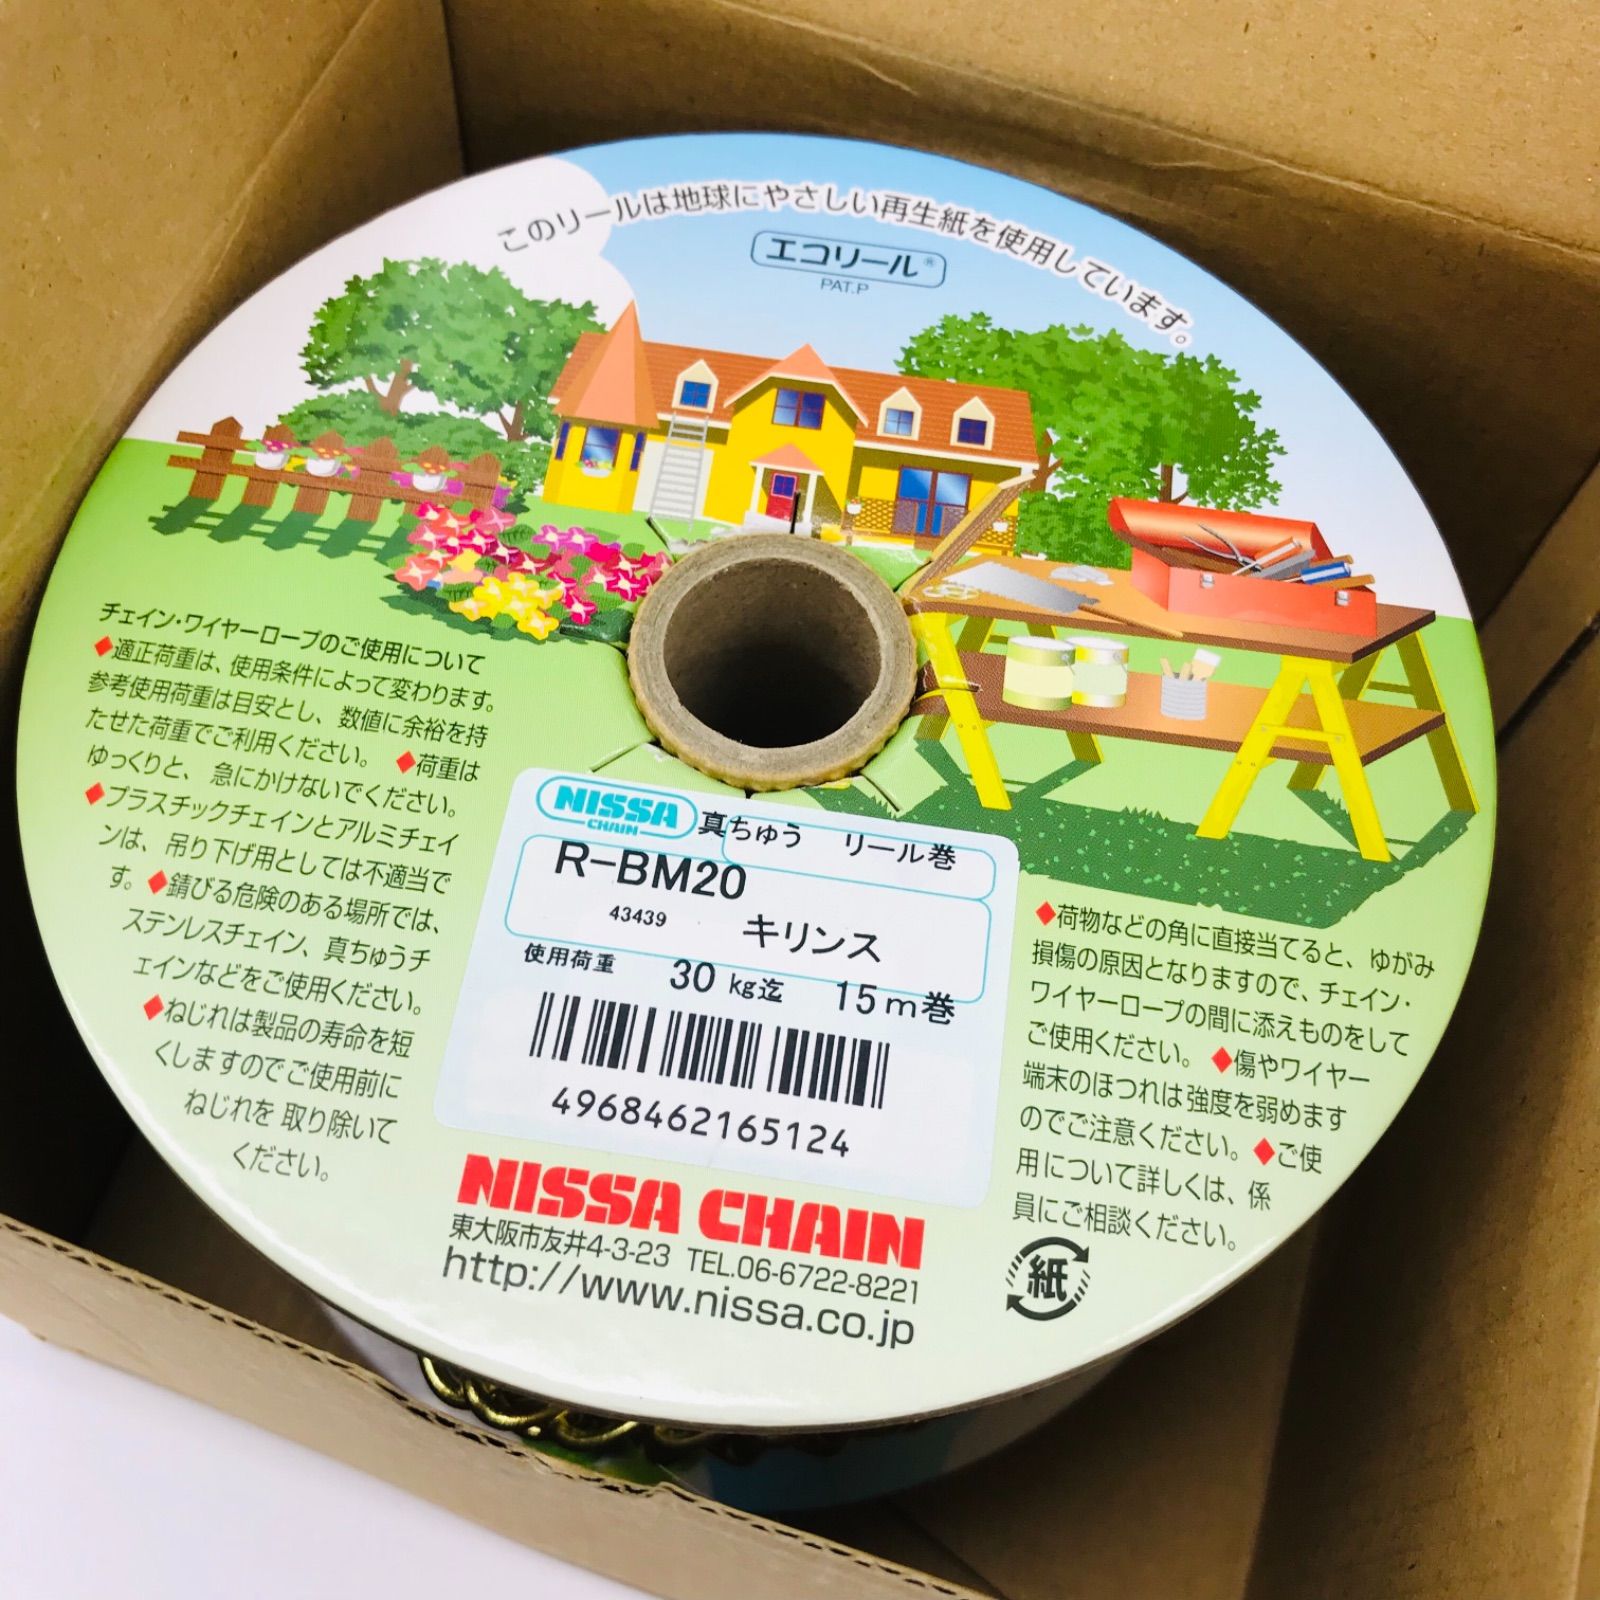 このリールは地球にやさしい再生紙を使用しています。
エコリール®
PAT.P
チェイン・ワイヤーロープのご使用について
◆適正荷重は、使用条件によって変わります。
参考使用荷重は目安とし、数値に余裕を持
たせた荷重でご利用ください。 ◆荷重は
ゆっくりと、急にかけないでください。
◆プラスチックチェインとアルミチェイ
ンは、吊り下げ用としては不適当で
す。◆錆びる危険のある場所では、
ステンレスチェイン、真ちゅうチ
ェインなどをご使用ください。
◆ねじれは製品の寿命を短
くしますのでご使用前に
ねじれを取り除いて
ください。
NISSA
CHAIN
真ちゅう リール巻
R-BM20
43439 キリンス
使用荷重 30 kg迄 15m巻
4968462165124
◆荷物などの角に直接当てると、ゆがみ
損傷の原因となりますので、チェイン・
ワイヤーロープの間に添えものをして
ご使用ください。 ◆傷やワイヤー
端末のほつれは強度を弱めます
のでご注意ください。◆ご使
用について詳しくは、係
員にご相談ください。
NISSA CHAIN
東大阪市友井4-3-23 TEL.06-6722-8221
http://www.nissa.co.jp
紙